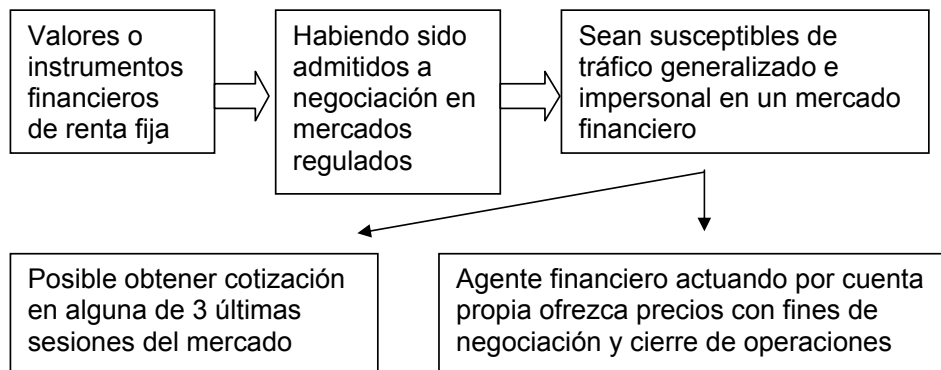 Valores o
instrumentos
financieros
de renta fija
Habiendo sido
admitidos a
negociación en
mercados
regulados
Sean susceptibles de
tráfico generalizado e
impersonal en un mercado
financiero
Posible obtener cotización
en alguna de 3 últimas
sesiones del mercado
Agente financiero actuando por cuenta
propia ofrezca precios con fines de
negociación y cierre de operaciones